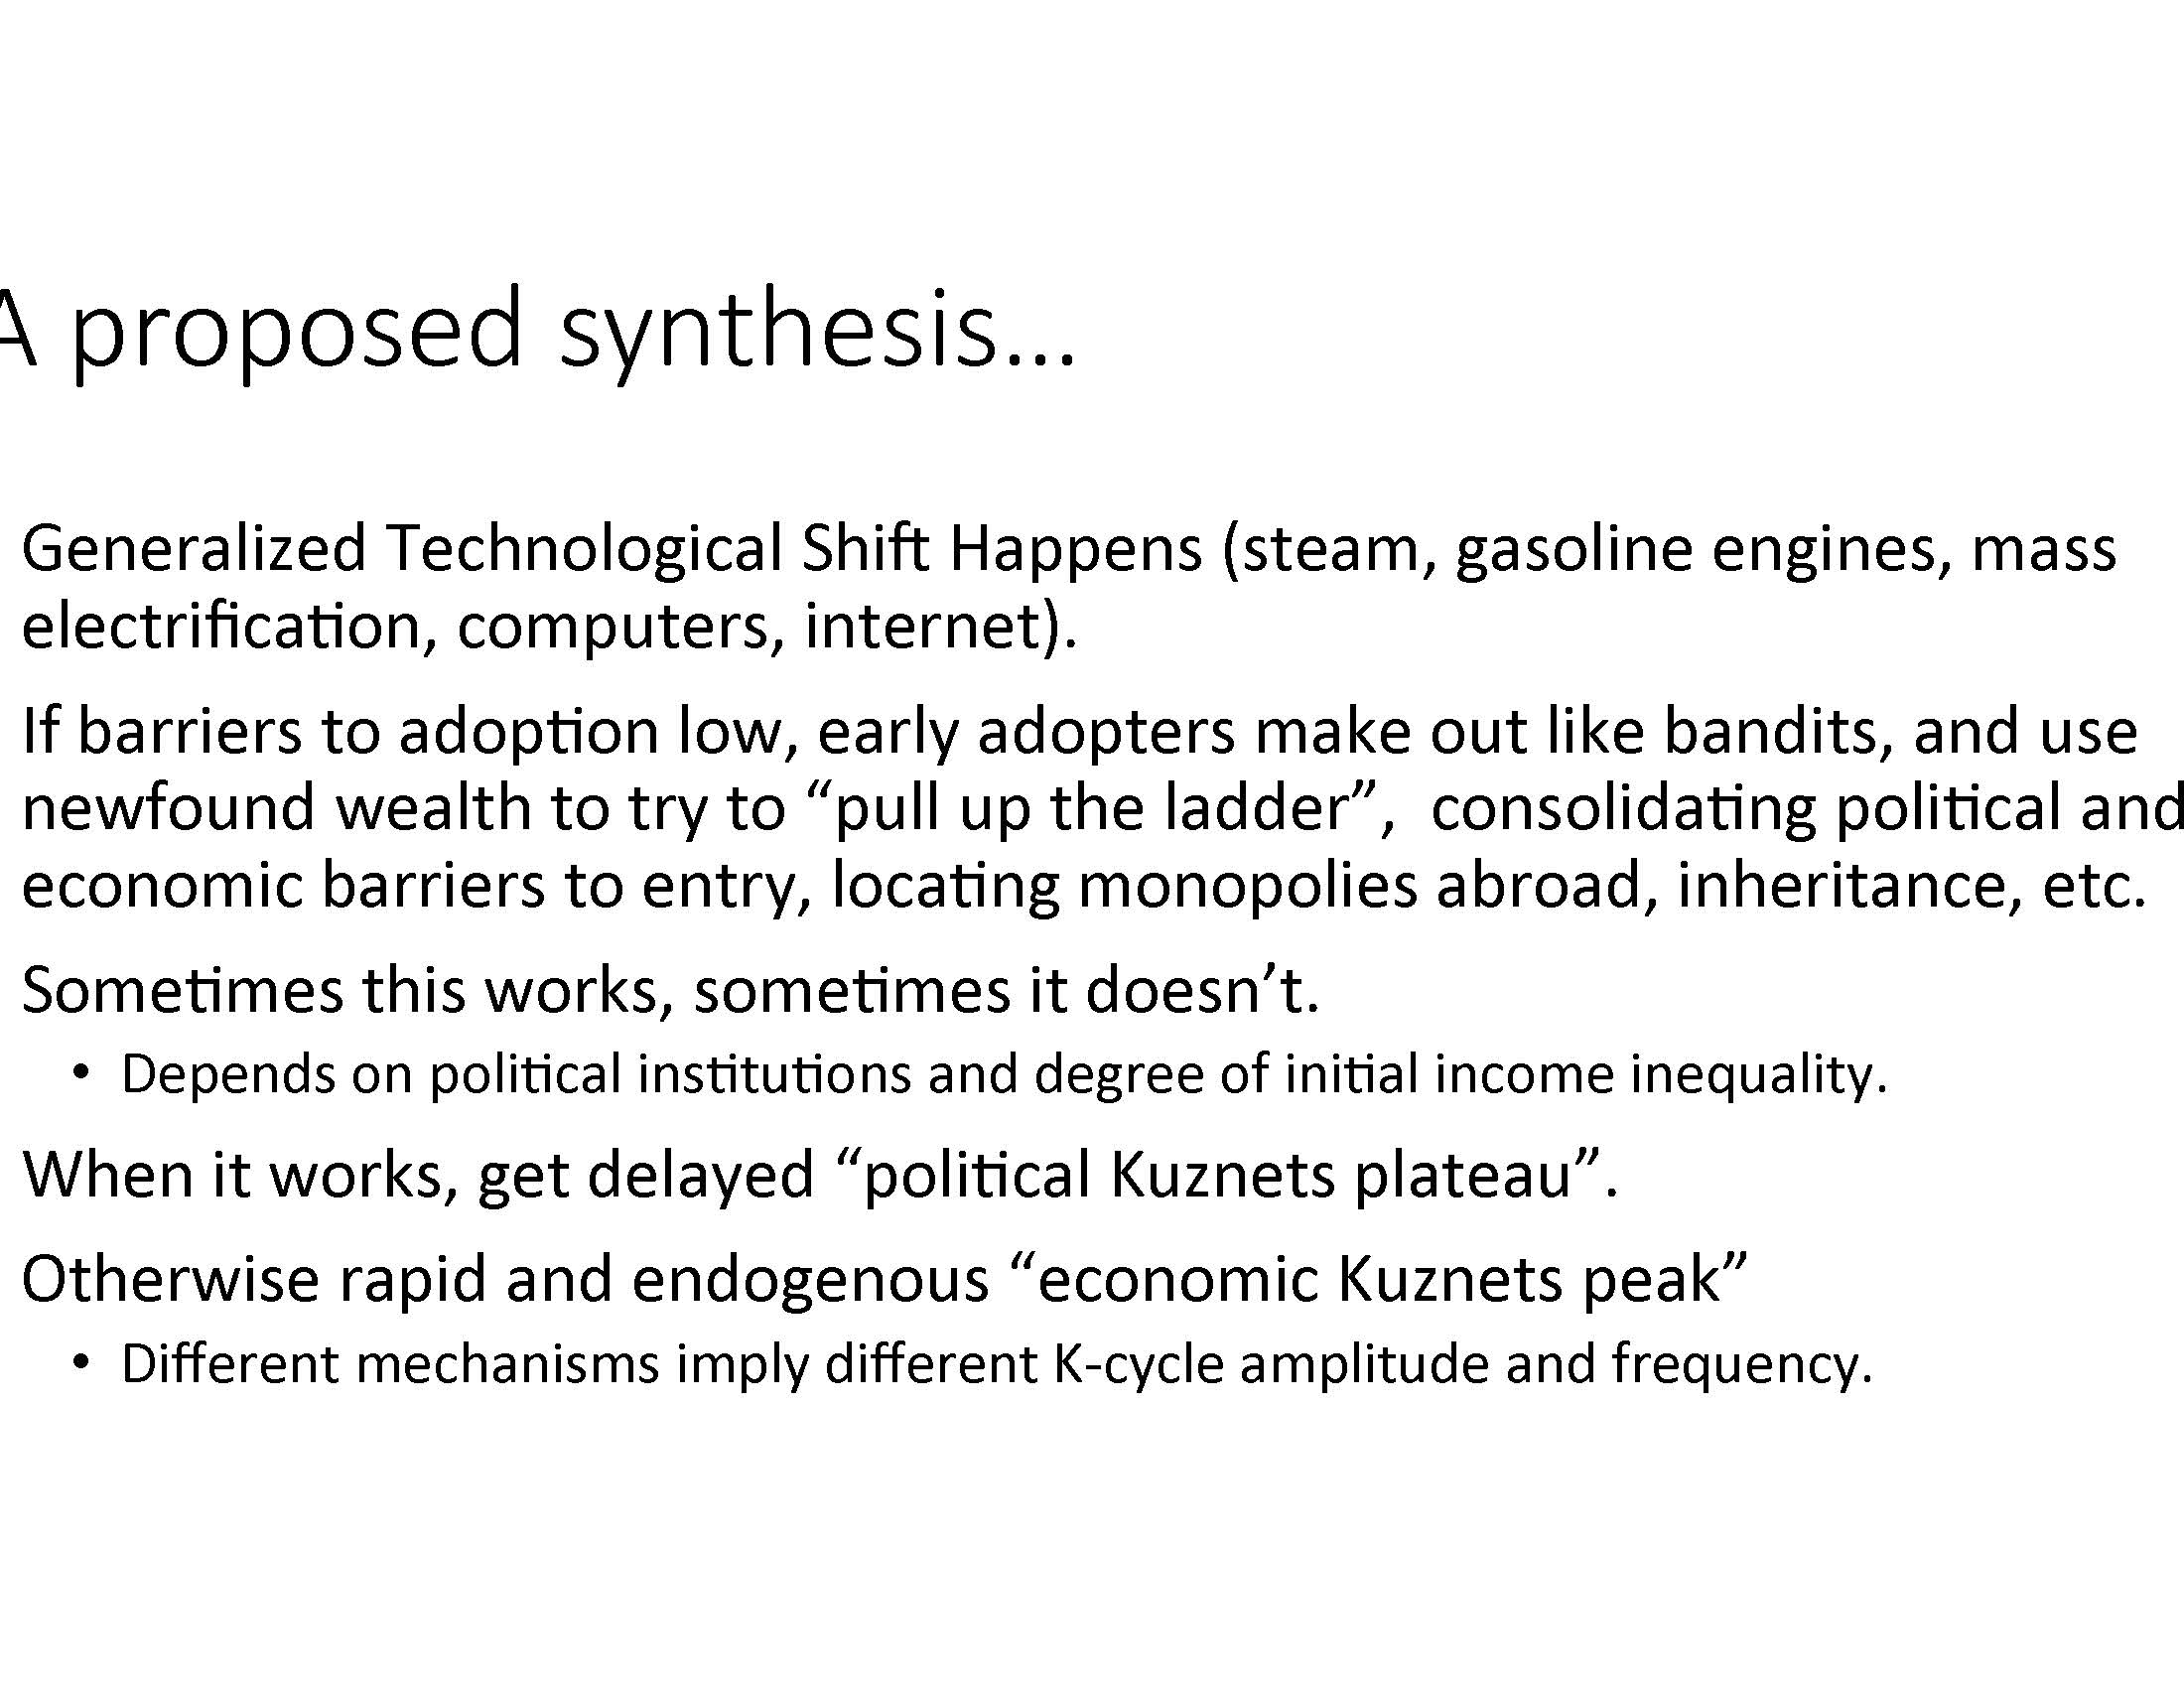 A proposed synthesis…
Generalized Technological Shift Happens (steam, gasoline engines, mass
electrification, computers, internet).
If barriers to adoption low, early adopters make out like bandits, and use
newfound wealth to try to “pull up the ladder”,  consolidating political and
economic barriers to entry, locating monopolies abroad, inheritance, etc.
Sometimes this works, sometimes it doesn’t.
• Depends on political institutions and degree of initial income inequality.
When it works, get delayed “political Kuznets plateau”.
Otherwise rapid and endogenous “economic Kuznets peak”
• Different mechanisms imply different K-cycle amplitude and frequency.